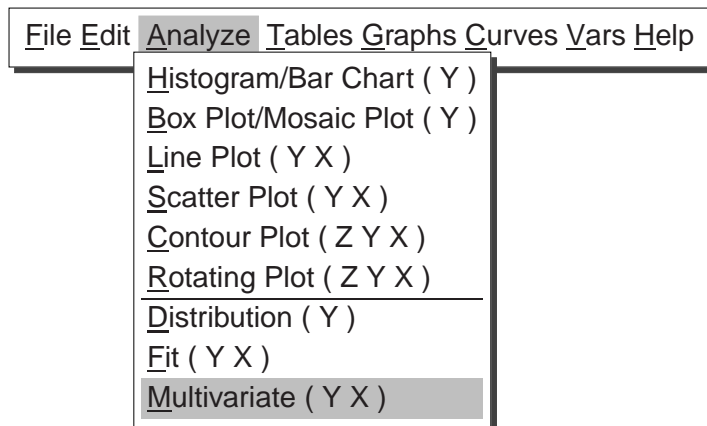 File Edit Analyze Tables Graphs Curves Vars Help
Histogram/Bar Chart ( Y )
Box Plot/Mosaic Plot ( Y )
Line Plot ( Y X )
Scatter Plot ( Y X )
Contour Plot ( Z Y X )
Rotating Plot ( Z Y X )
Distribution ( Y )
Fit ( Y X )
Multivariate ( Y X )